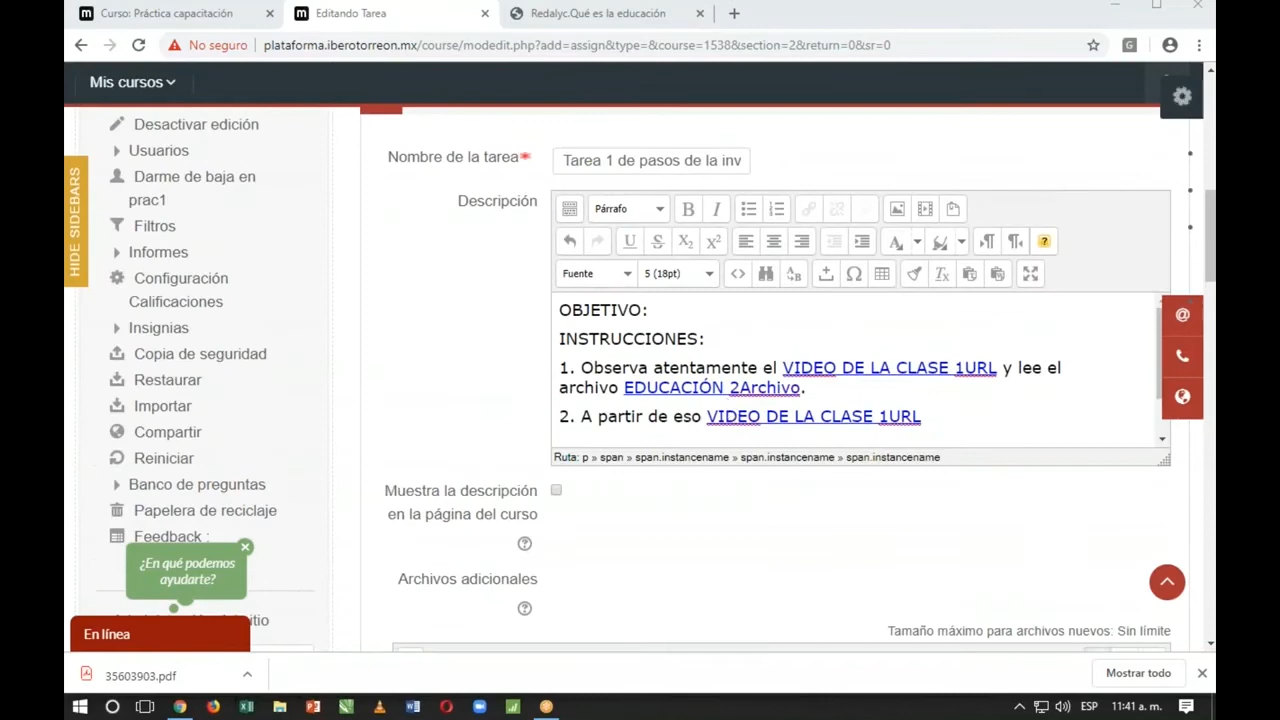 Curso: Práctica capacitación
Editando Tarea
Redalyc.Qué es la educación
No seguro
plataforma.iberotorreon.mx/course/modedit.php?add=assign&type=&course=1538&section=2&return=0&sr=0
Mis cursos
HIDE SIDEBARS
Desactivar edición
Usuarios
Darme de baja en
prac1
Filtros
Informes
Configuración
Calificaciones
Insignias
Copia de seguridad
Restaurar
Importar
Compartir
Reiniciar
Banco de preguntas
Papelera de reciclaje
Feedback :
¿En qué podemos
ayudarte?
En línea
Nombre de la tarea*
Tarea 1 de pasos de la inv
Descripción
Párrafo
Fuente
5 (18pt)
OBJETIVO:
INSTRUCCIONES:
1. Observa atentamente el VIDEO DE LA CLASE 1URL y lee el
archivo EDUCACIÓN 2Archivo.
2. A partir de eso VIDEO DE LA CLASE 1URL
Ruta: p » span » span.instancename » span.instancename » span.instancename
Muestra la descripción
en la página del curso
Archivos adicionales
Tamaño máximo para archivos nuevos: Sin límite
35603903.pdf
Mostrar todo
ESP
11:41 a. m.